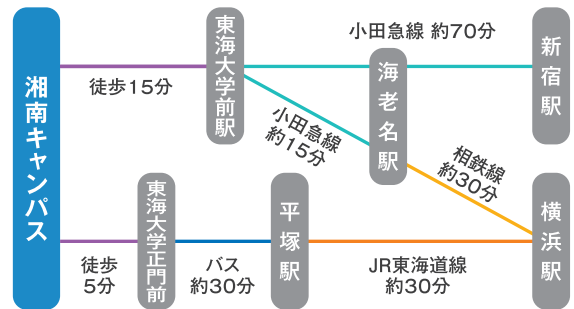 湘南キャンパス
徒歩15分
東海大学前駅
小田急線 約70分
新宿駅
小田急線
約15分
海老名駅
相鉄線
約30分
横浜駅
徒歩
5分
東海大学正門前
バス
約30分
平塚駅
JR東海道線
約30分